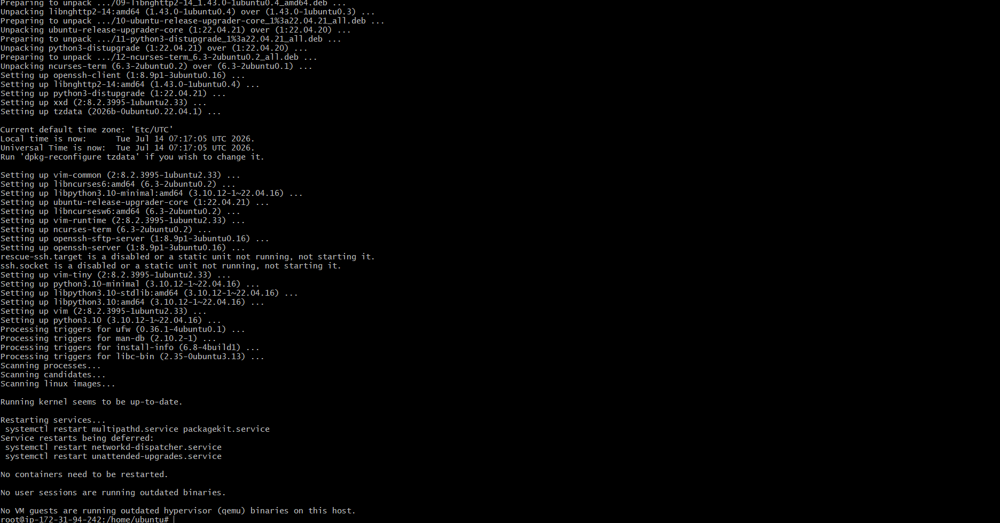 Preparing to unpack .../09-libnghttp2-14_1.43.0-1ubuntu0.4_amd64.deb ...
Unpacking libnghttp2-14:amd64 (1.43.0-1ubuntu0.4) over (1.43.0-1ubuntu0.3) ...
Preparing to unpack .../10-ubuntu-release-upgrader-core_1%3a22.04.21_all.deb ...
Unpacking ubuntu-release-upgrader-core (1:22.04.21) over (1:22.04.20) ...
Preparing to unpack .../11-python3-distupgrade_1%3a22.04.21_all.deb ...
Unpacking python3-distupgrade (1:22.04.21) over (1:22.04.20) ...
Preparing to unpack .../12-ncurses-term_6.3-2ubuntu0.2_all.deb ...
Unpacking ncurses-term (6.3-2ubuntu0.2) over (6.3-2ubuntu0.1) ...
Setting up openssh-client (1:8.9p1-3ubuntu0.16) ...
Setting up libnghttp2-14:amd64 (1.43.0-1ubuntu0.4) ...
Setting up python3-distupgrade (1:22.04.21) ...
Setting up xxd (2:8.2.3995-1ubuntu2.33) ...
Setting up tzdata (2026b-0ubuntu0.22.04.1) ...
Current default time zone: 'Etc/UTC'
Local time is now:      Tue Jul 14 07:17:05 UTC 2026.
Universal Time is now:  Tue Jul 14 07:17:05 UTC 2026.
Run 'dpkg-reconfigure tzdata' if you wish to change it.
Setting up vim-common (2:8.2.3995-1ubuntu2.33) ...
Setting up libncurses6:amd64 (6.3-2ubuntu0.2) ...
Setting up libpython3.10-minimal:amd64 (3.10.12-1~22.04.16) ...
Setting up ubuntu-release-upgrader-core (1:22.04.21) ...
Setting up libncursesw6:amd64 (6.3-2ubuntu0.2) ...
Setting up vim-runtime (2:8.2.3995-1ubuntu2.33) ...
Setting up ncurses-term (6.3-2ubuntu0.2) ...
Setting up openssh-sftp-server (1:8.9p1-3ubuntu0.16) ...
Setting up openssh-server (1:8.9p1-3ubuntu0.16) ...
rescue-ssh.target is a disabled or a static unit not running, not starting it.
ssh.socket is a disabled or a static unit not running, not starting it.
Setting up vim-tiny (2:8.2.3995-1ubuntu2.33) ...
Setting up python3.10-minimal (3.10.12-1~22.04.16) ...
Setting up libpython3.10-stdlib:amd64 (3.10.12-1~22.04.16) ...
Setting up libpython3.10:amd64 (3.10.12-1~22.04.16) ...
Setting up vim (2:8.2.3995-1ubuntu2.33) ...
Setting up python3.10 (3.10.12-1~22.04.16) ...
Processing triggers for ufw (0.36.1-4ubuntu0.1) ...
Processing triggers for man-db (2.10.2-1) ...
Processing triggers for install-info (6.8-4build1) ...
Processing triggers for libc-bin (2.35-0ubuntu3.13) ...
Scanning processes...
Scanning candidates...
Scanning linux images...
Running kernel seems to be up-to-date.
Restarting services...
 systemctl restart multipathd.service packagekit.service
Service restarts being deferred:
 systemctl restart networkd-dispatcher.service
 systemctl restart unattended-upgrades.service
No containers need to be restarted.
No user sessions are running outdated binaries.
No VM guests are running outdated hypervisor (qemu) binaries on this host.
root@ip-172-31-94-242:/home/ubuntu#